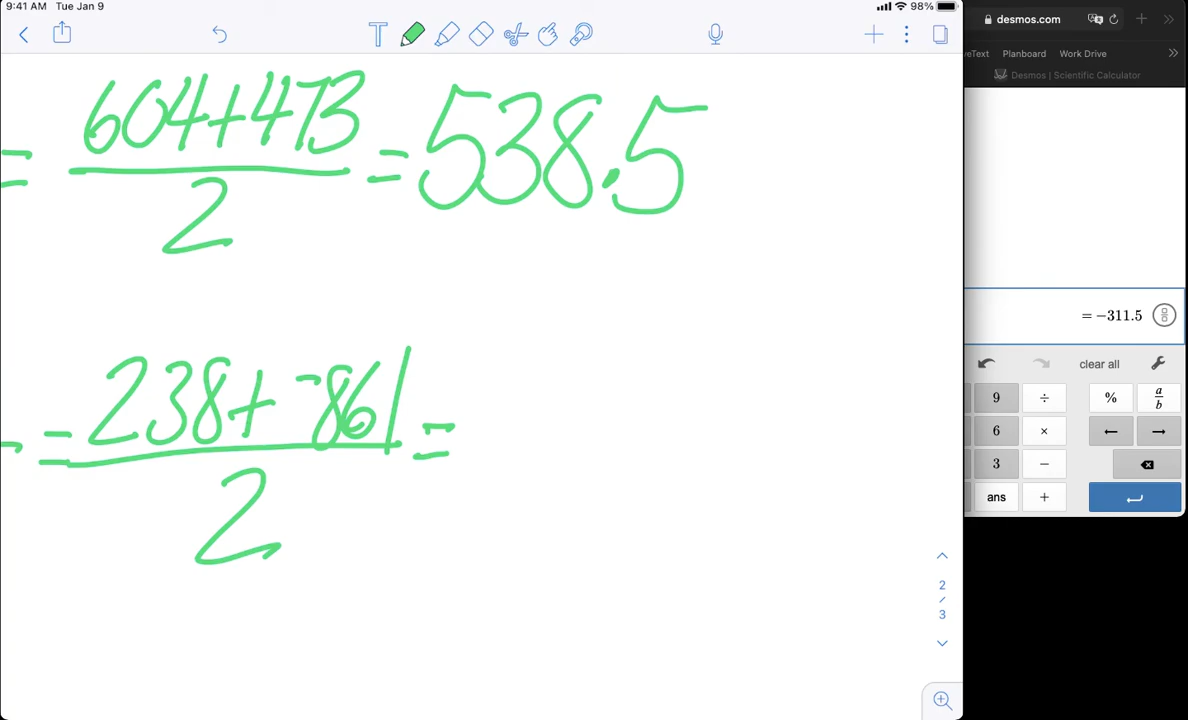 9:41 AM Tue Jan 9
98%
desmos.com
veText Planboard Work Drive
Desmos | Scientific Calculator
= 604+473 / 2 = 538.5
= -311.5
clear all
9 ÷ % a/b
6 × ← →
3 −
ans +
= 238+ -861 / 2 =
T
2 / 3